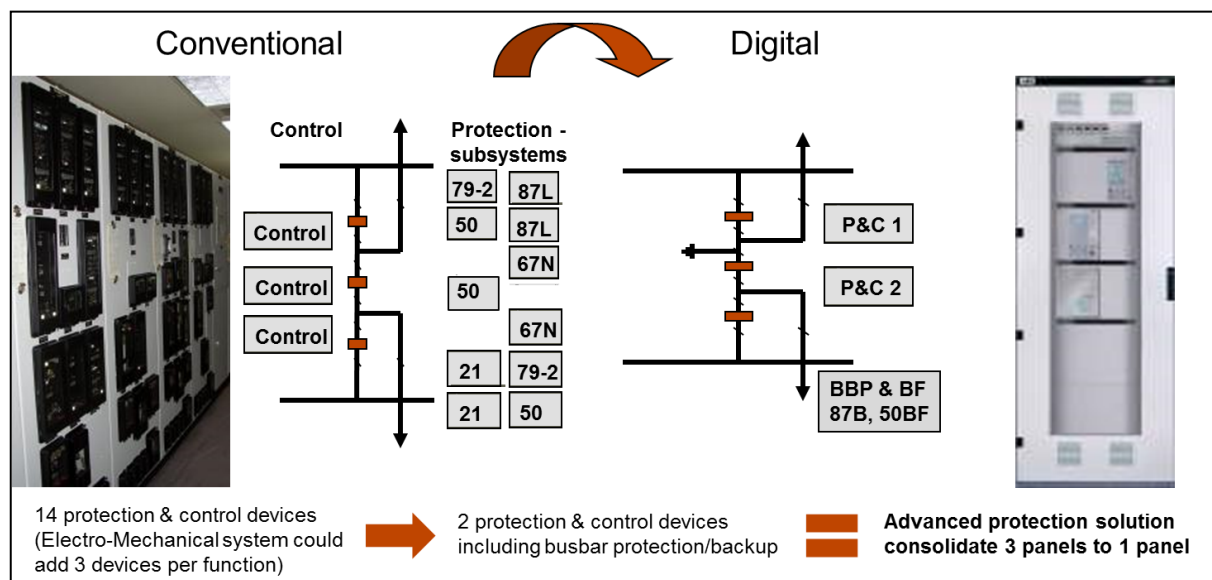 Conventional
Digital
Control
Protection -
subsystems
79-2
87L
50
87L
67N
50
67N
21
79-2
21
50
Control
Control
Control
P&C 1
P&C 2
BBP & BF
87B, 50BF
14 protection & control devices
(Electro-Mechanical system could
add 3 devices per function)
2 protection & control devices
including busbar protection/backup
Advanced protection solution
consolidate 3 panels to 1 panel